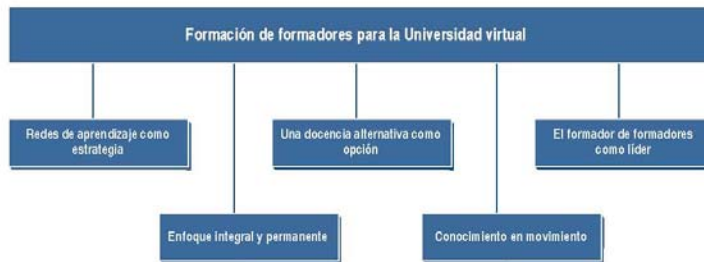 Formación de formadores para la Universidad virtual
Redes de aprendizaje como
estrategia
Una docencia alternativa como
opción
El formador de formadores
como líder
Enfoque integral y permanente
Conocimiento en movimiento